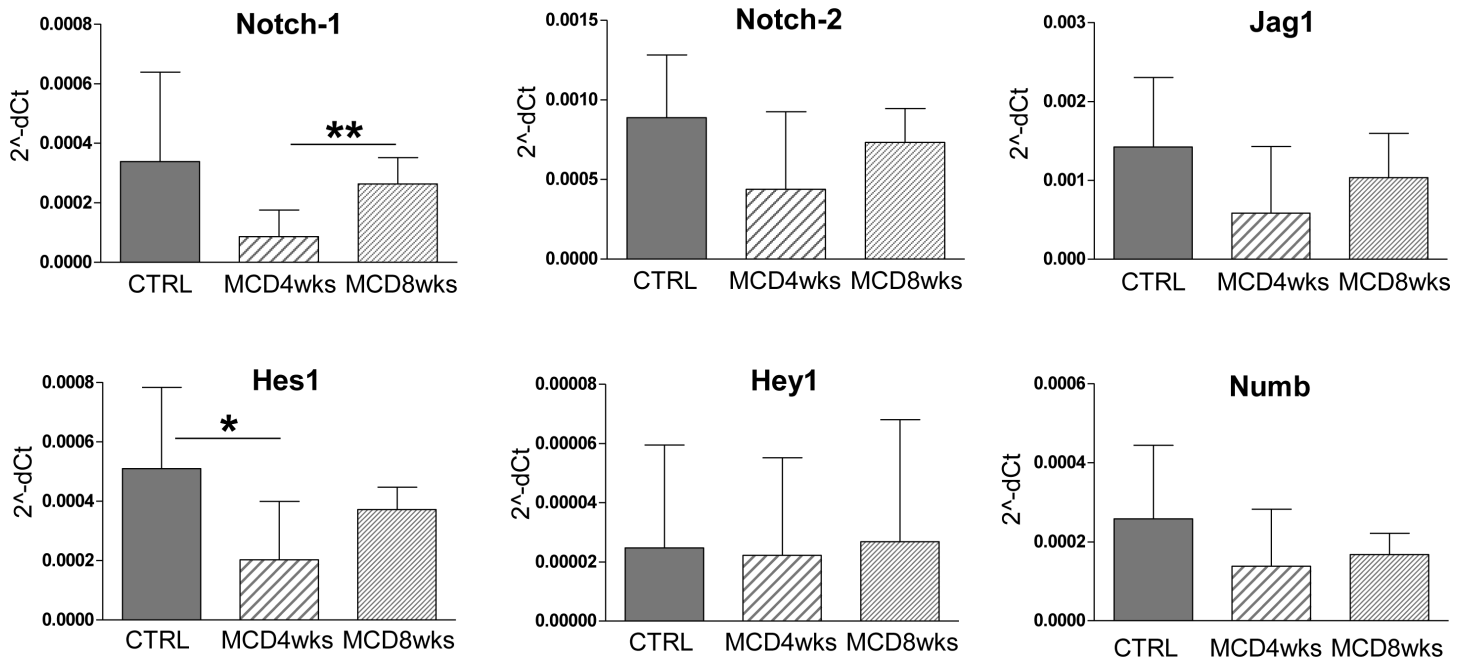 Notch-1
2^-dCt
0.0008
0.0006
0.0004
0.0002
0.0000
**
CTRL MCD4wks MCD8wks
Notch-2
2^-dCt
0.0015
0.0010
0.0005
0.0000
CTRL MCD4wks MCD8wks
Jag1
2^-dCt
0.003
0.002
0.001
0.000
CTRL MCD4wks MCD8wks
Hes1
2^-dCt
0.0008
0.0006
0.0004
0.0002
0.0000
*
CTRL MCD4wks MCD8wks
Hey1
2^-dCt
0.00008
0.00006
0.00004
0.00002
0.00000
CTRL MCD4wks MCD8wks
Numb
2^-dCt
0.0006
0.0004
0.0002
0.0000
CTRL MCD4wks MCD8wks